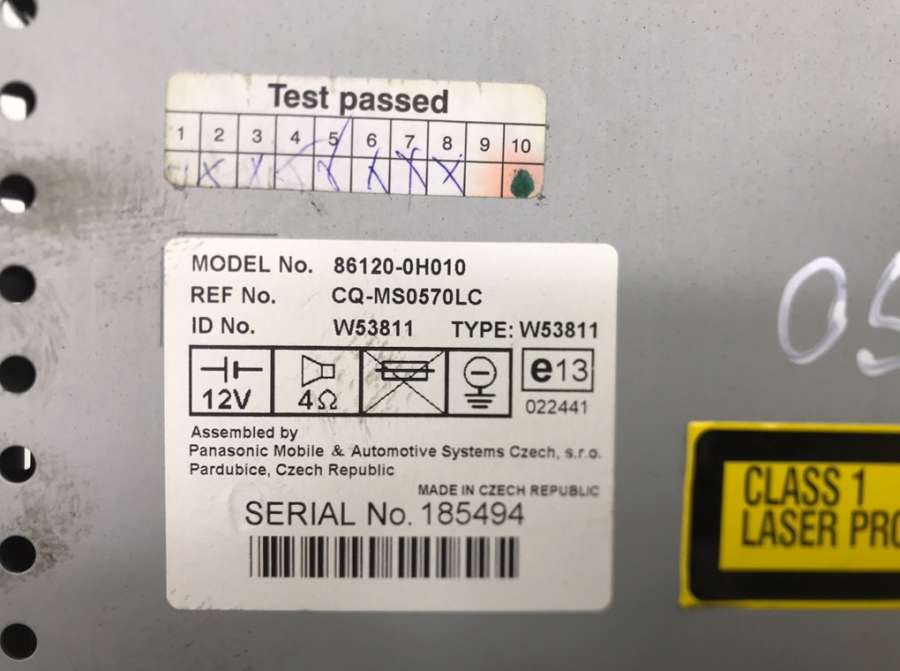 Test passed
1 2 3 4 5 6 7 8 9 10
MODEL No. 86120-0H010
REF No. CQ-MS0570LC
ID No. W53811 TYPE: W53811
12V 4Ω e13
022441
Assembled by
Panasonic Mobile & Automotive Systems Czech, s.r.o.
Pardubice, Czech Republic
MADE IN CZECH REPUBLIC
SERIAL No. 185494
05
CLASS 1
LASER PRO